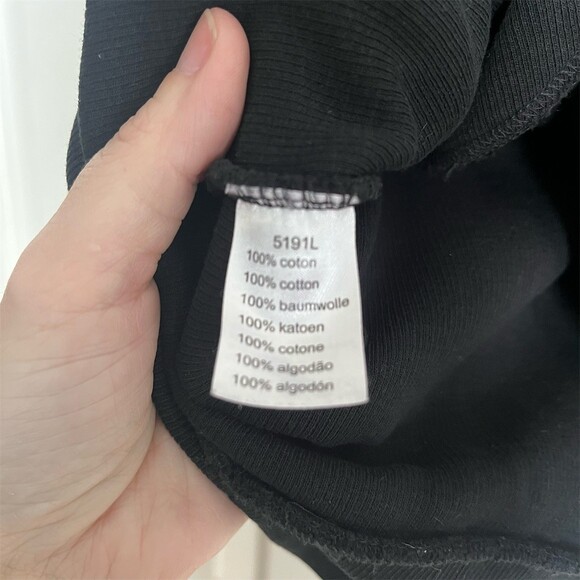 5191L
100% coton
100% cotton
100% baumwolle
100% katoen
100% cotone
100% algodão
100% algodón